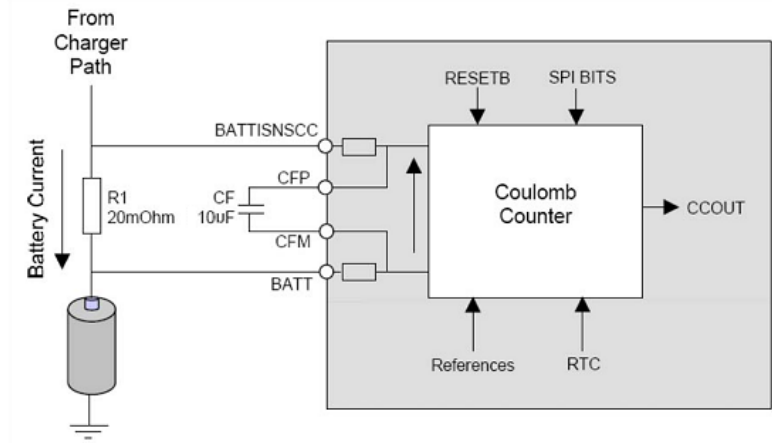 From
Charger
Path
RESETB
SPI BITS
BATTISNSCC
CFP
Battery Current
R1
20mOhm
CF
10uF
Coulomb
Counter
CCOUT
CFM
BATT
References
RTC